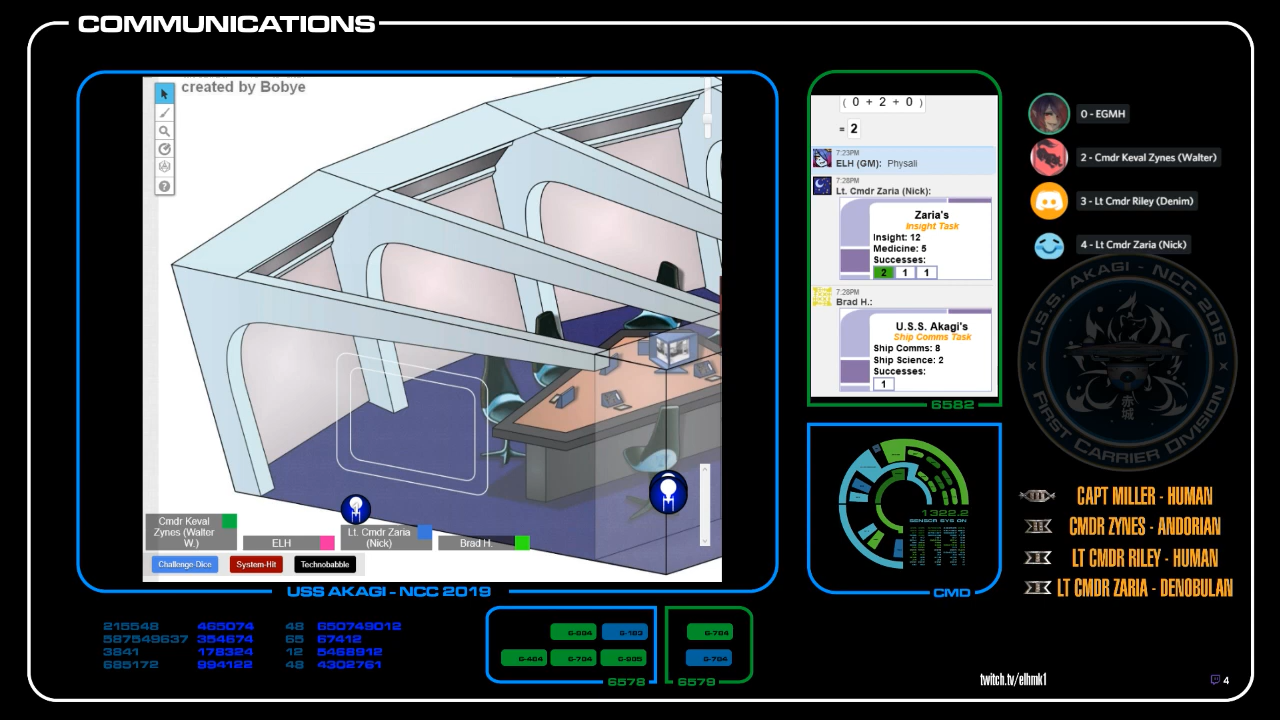 COMMUNICATIONS
created by Bobye
( 0 + 2 + 0 )
= 2
7:23PM
ELH (GM): Physali
7:28PM
Lt. Cmdr Zaria (Nick):
Zaria's
Insight Task
Insight: 12
Medicine: 5
Successes:
2 1 1
7:28PM
Brad H.:
U.S.S. Akagi's
Ship Comms Task
Ship Comms: 8
Ship Science: 2
Successes:
1
6582
0 - EGMH
2 - Cmdr Keval Zynes (Walter)
3 - Lt Cmdr Riley (Denim)
4 - Lt Cmdr Zaria (Nick)
U.S.S. AKAGI - NCC 2019
赤城
FIRST CARRIER DIVISION
CAPT MILLER - HUMAN
CMDR ZYNES - ANDORIAN
LT CMDR RILEY - HUMAN
LT CMDR ZARIA - DENOBULAN
1322.2
SENSOR SYS ON
CMD
Cmdr Keval Zynes (Walter W.)
ELH
Lt. Cmdr Zaria (Nick)
Brad H.
Challenge-Dice
System-Hit
Technobabble
USS AKAGI - NCC 2019
215548 465074 48 650749012
587549637 354674 65 67412
3841 178324 12 5468912
685172 994122 48 4302761
6578
6579
twitch.tv/elhmk1
4